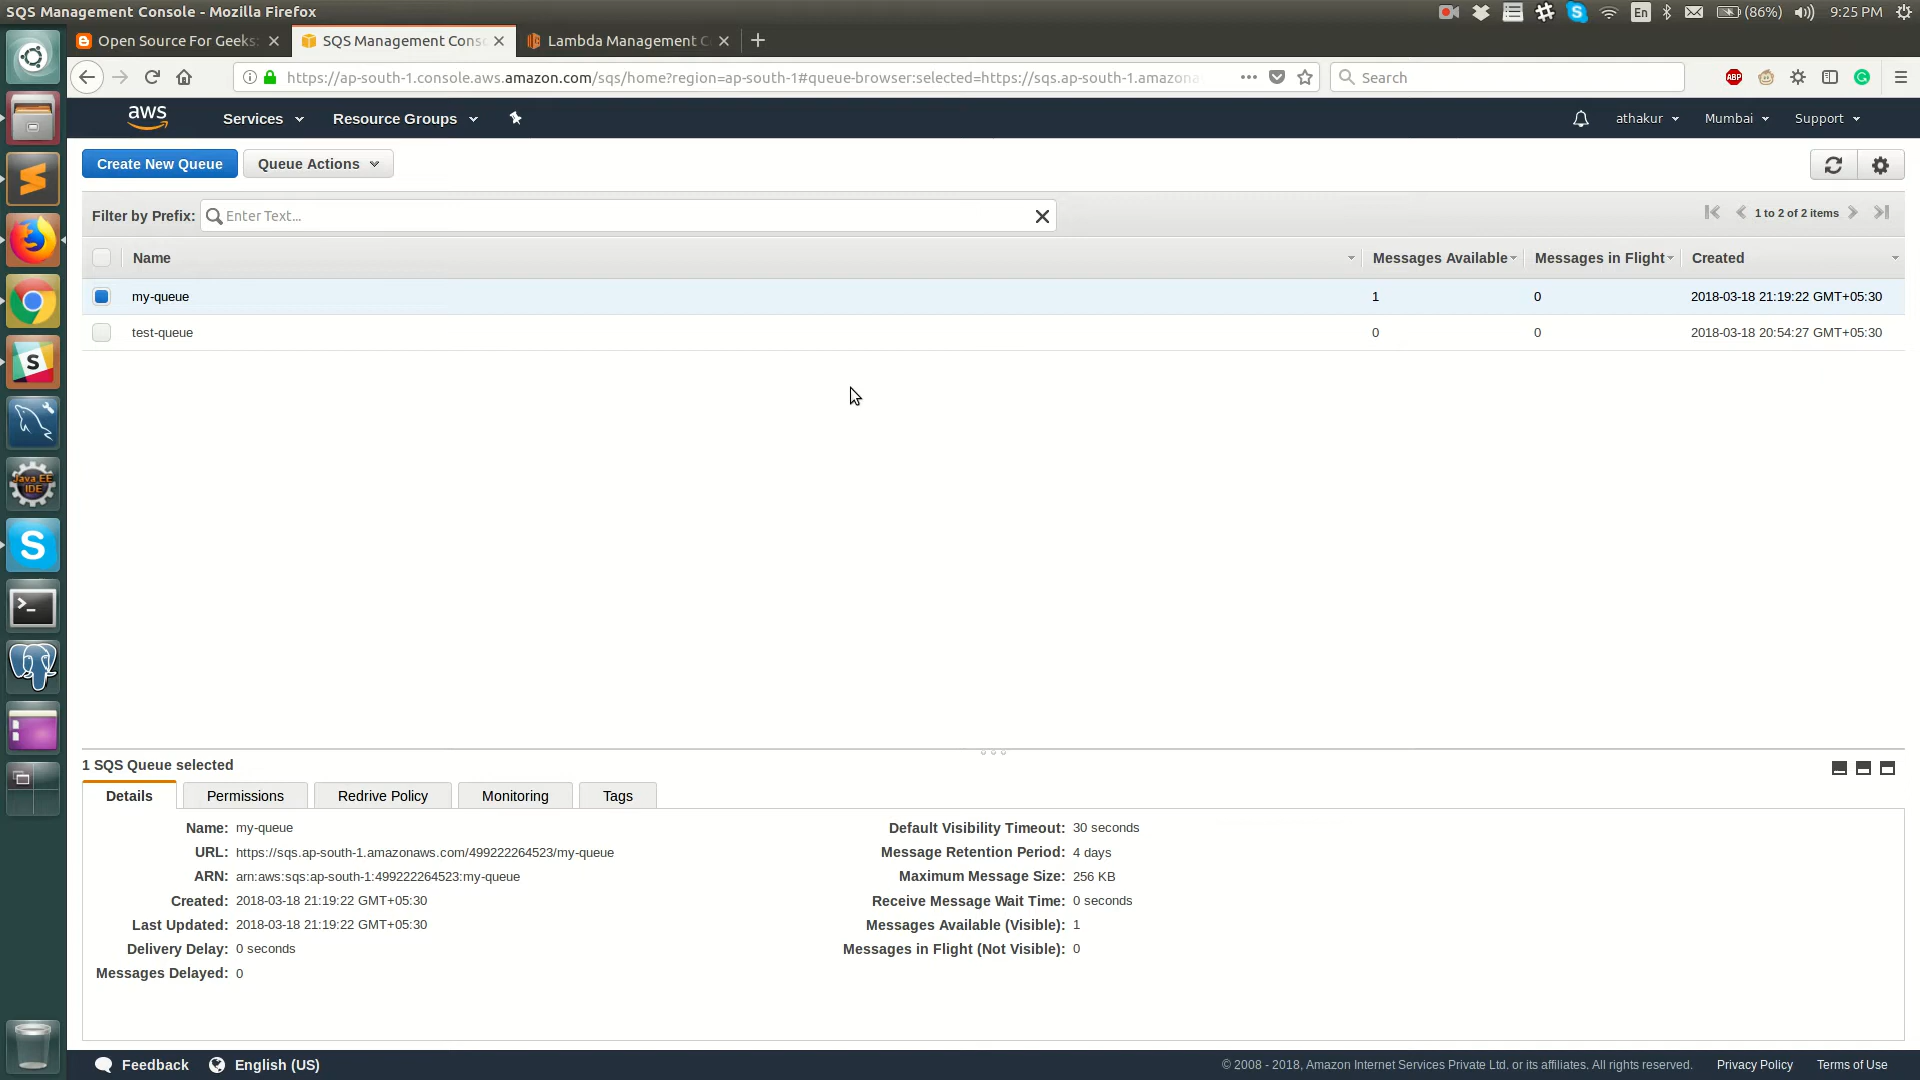 SQS Management Console - Mozilla Firefox
En
(86%)
9:25 PM
Open Source For Geeks:
SQS Management Conso
Lambda Management C
https://ap-south-1.console.aws.amazon.com/sqs/home?region=ap-south-1#queue-browser:selected=https://sqs.ap-south-1.amazona
Search
ABP
aws
Services
Resource Groups
athakur
Mumbai
Support
Create New Queue
Queue Actions
Filter by Prefix:
Enter Text...
1 to 2 of 2 items
Name
Messages Available
Messages in Flight
Created
my-queue
1
0
2018-03-18 21:19:22 GMT+05:30
test-queue
0
0
2018-03-18 20:54:27 GMT+05:30
Java EE
IDE
1 SQS Queue selected
Details
Permissions
Redrive Policy
Monitoring
Tags
Name: my-queue
URL: https://sqs.ap-south-1.amazonaws.com/499222264523/my-queue
ARN: arn:aws:sqs:ap-south-1:499222264523:my-queue
Created: 2018-03-18 21:19:22 GMT+05:30
Last Updated: 2018-03-18 21:19:22 GMT+05:30
Delivery Delay: 0 seconds
Messages Delayed: 0
Default Visibility Timeout: 30 seconds
Message Retention Period: 4 days
Maximum Message Size: 256 KB
Receive Message Wait Time: 0 seconds
Messages Available (Visible): 1
Messages in Flight (Not Visible): 0
Feedback
English (US)
© 2008 - 2018, Amazon Internet Services Private Ltd. or its affiliates. All rights reserved.
Privacy Policy
Terms of Use